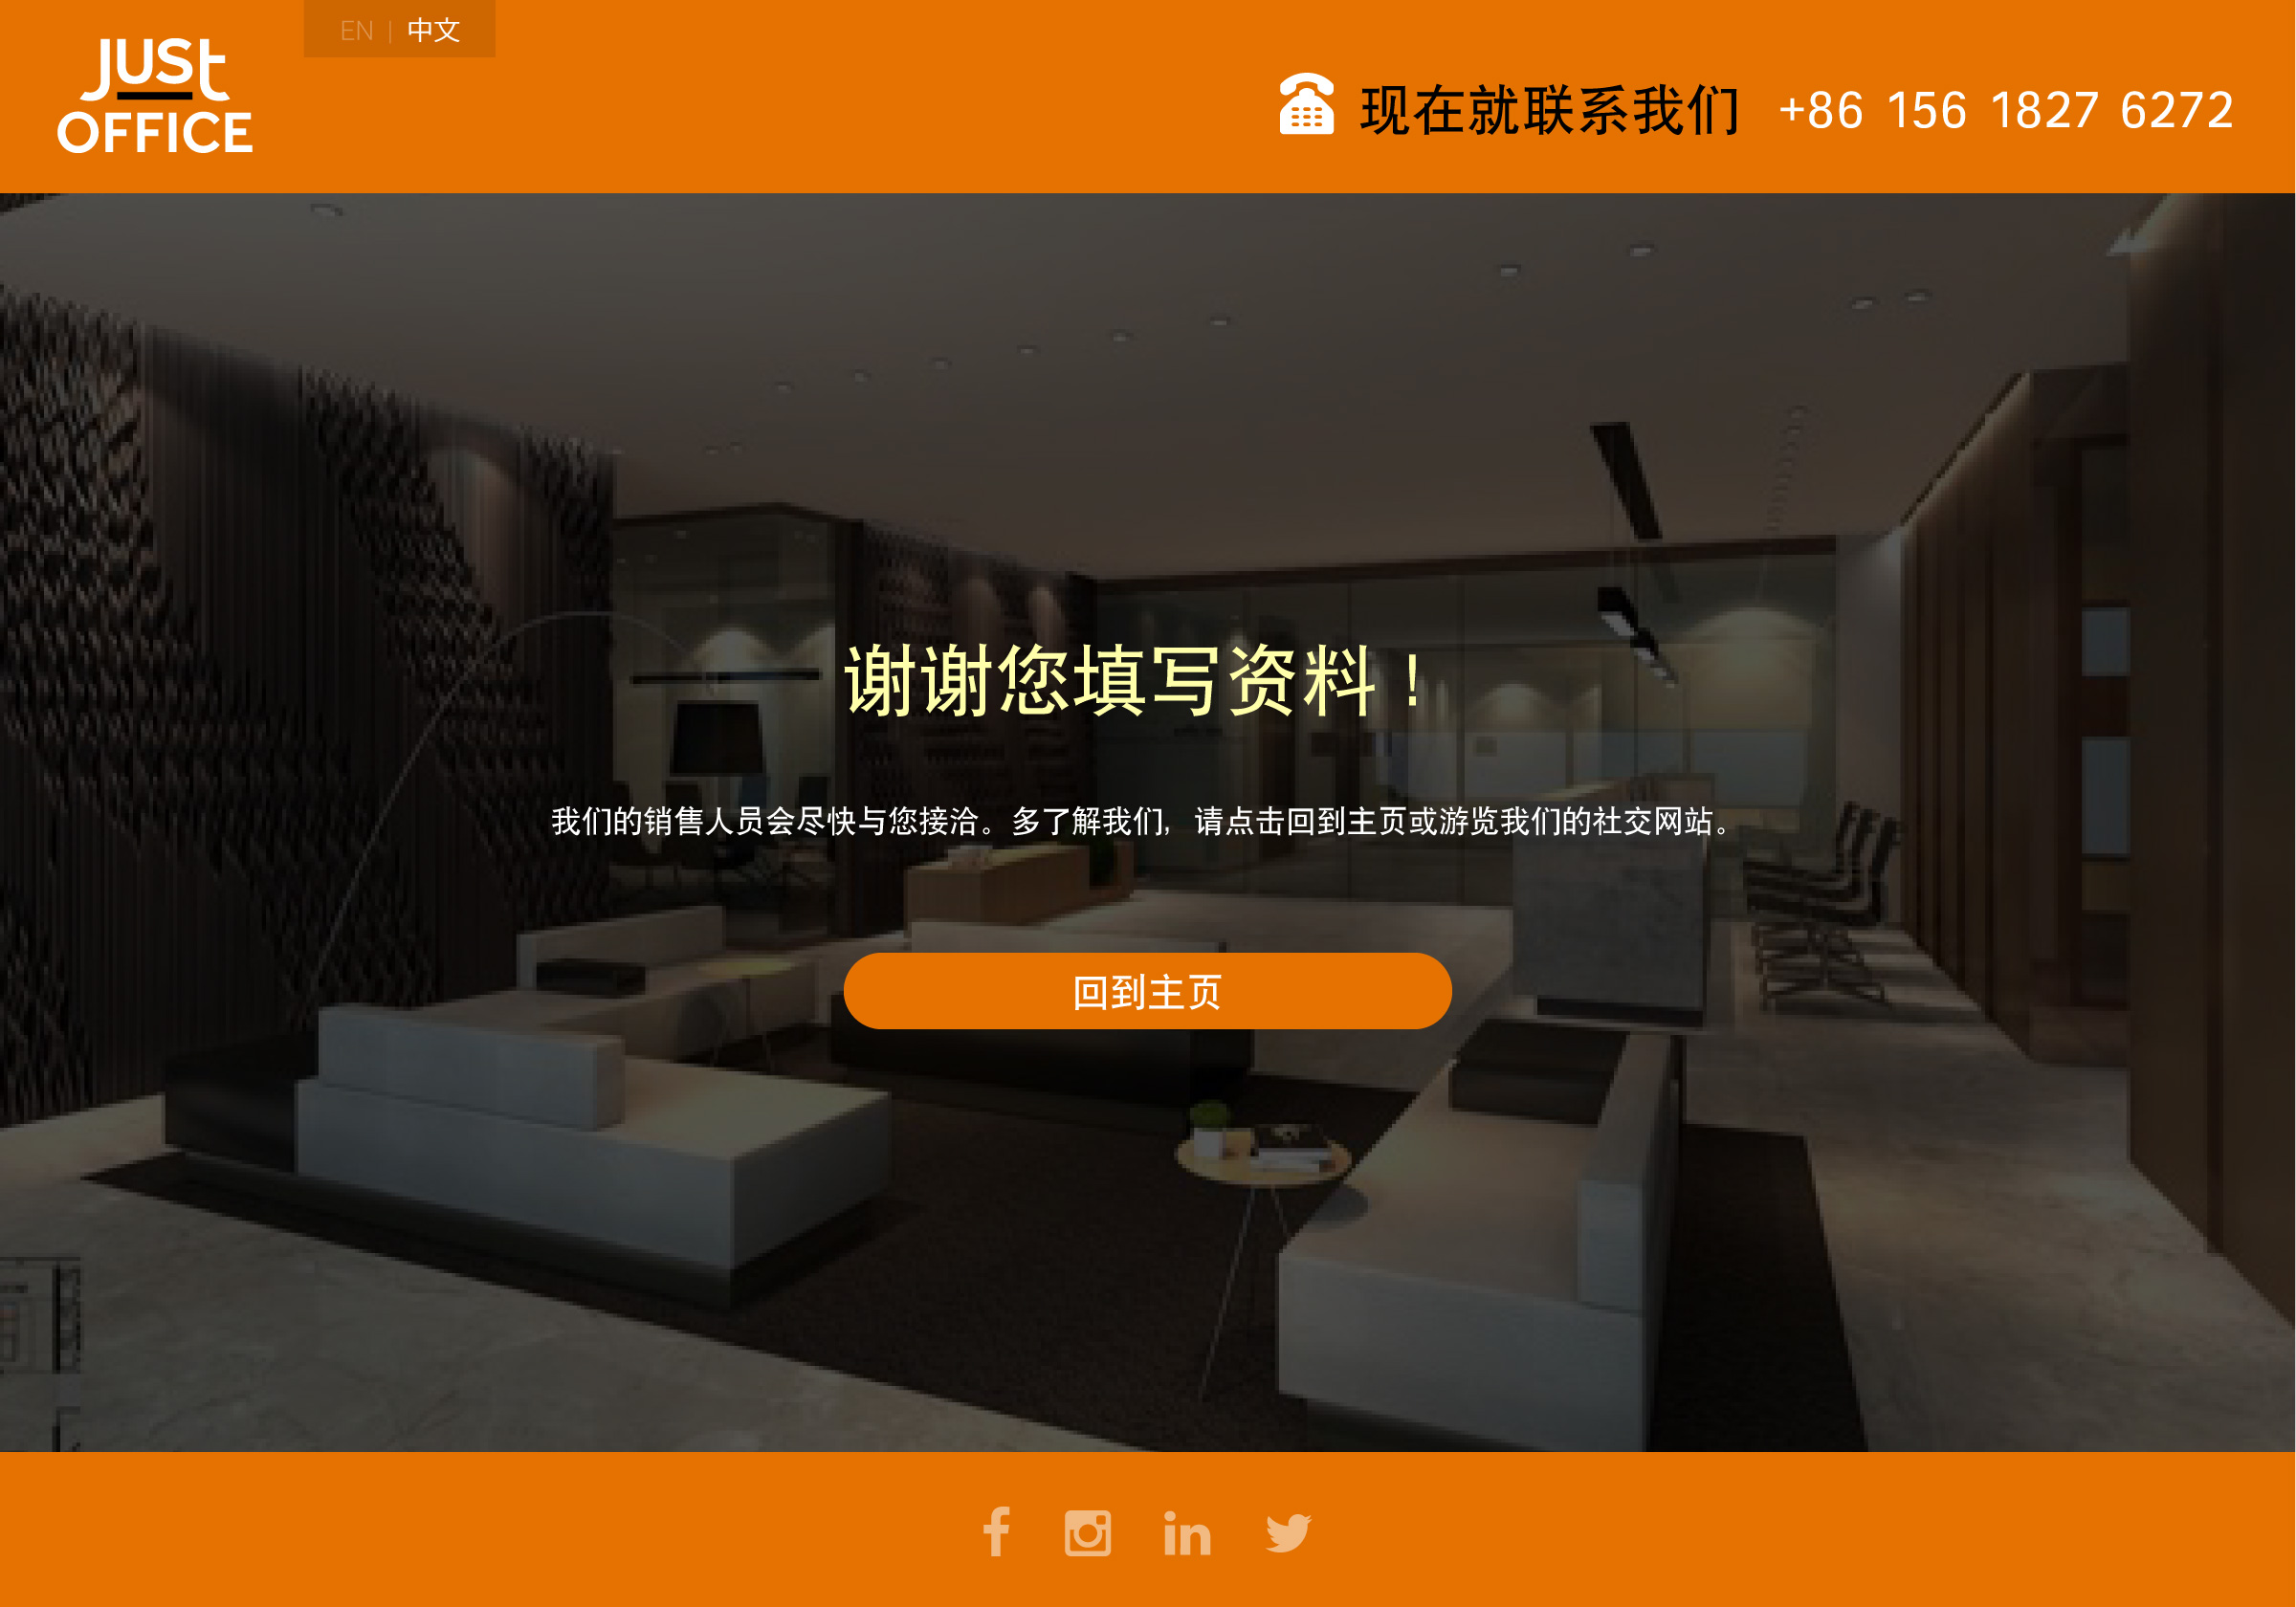 JUST
OFFICE
EN | 中文
现在就联系我们 +86 156 1827 6272
谢谢您填写资料！
我们的销售人员会尽快与您接洽。多了解我们，请点击回到主页或游览我们的社交网站。
回到主页